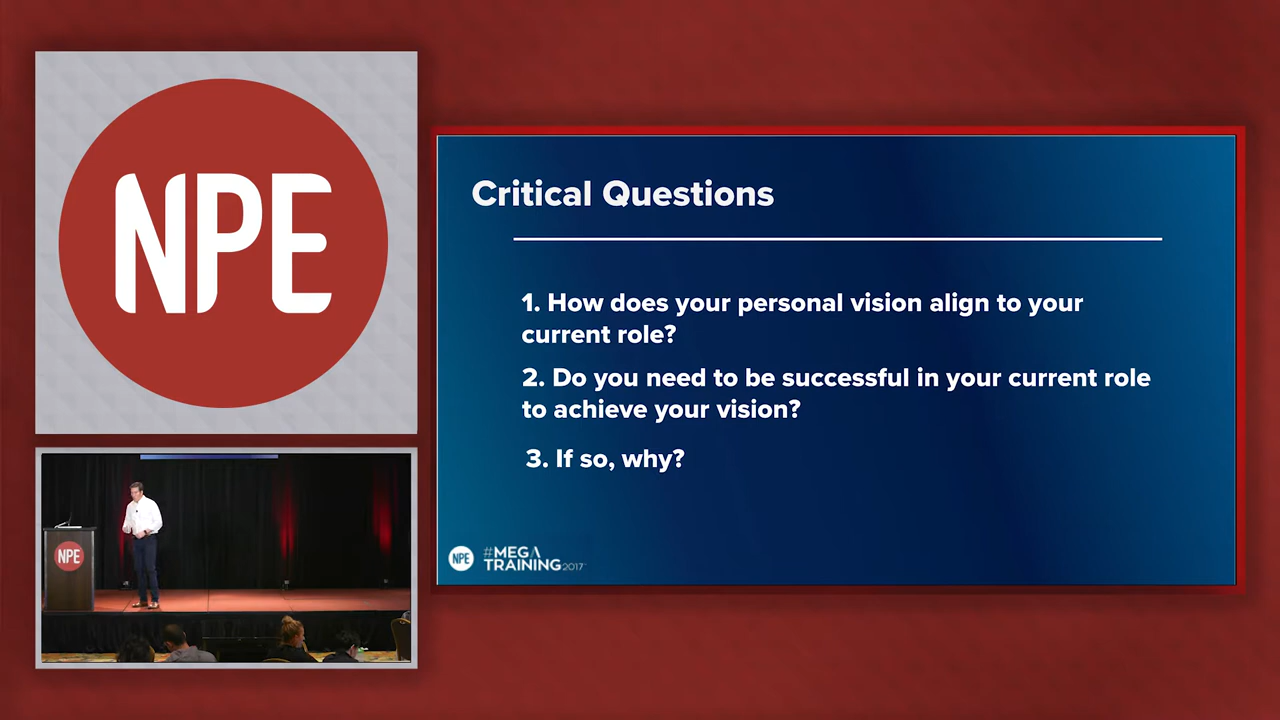 NPE
Critical Questions
1. How does your personal vision align to your
current role?
2. Do you need to be successful in your current role
to achieve your vision?
3. If so, why?
NPE
NPE
#MEGA
TRAINING2017